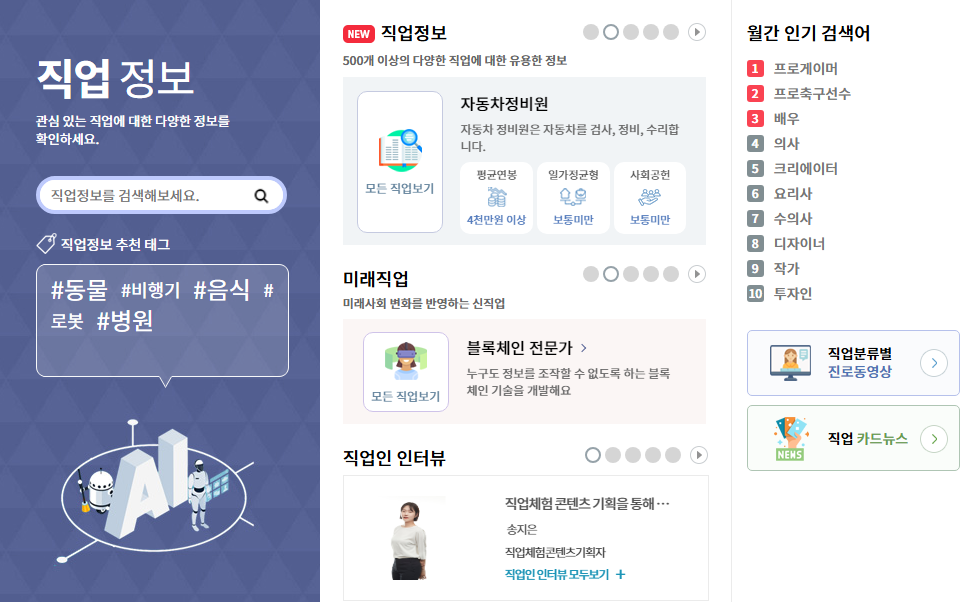 직업 정보
관심 있는 직업에 대한 다양한 정보를
확인하세요.
직업정보를 검색해보세요.
직업정보 추천 태그
#동물 #비행기 #음식 #
로봇 #병원
AI
NEW 직업정보
500개 이상의 다양한 직업에 대한 유용한 정보
모든 직업보기
자동차정비원
자동차 정비원은 자동차를 검사, 정비, 수리합
니다.
평균연봉
4천만원 이상
일가정균형
보통미만
사회공헌
보통미만
미래직업
미래사회 변화를 반영하는 신직업
모든 직업보기
블록체인 전문가 >
누구도 정보를 조작할 수 없도록 하는 블록
체인 기술을 개발해요
직업인 인터뷰
직업체험 콘텐츠 기획을 통해 ···
송지은
직업체험콘텐츠기획자
직업인 인터뷰 모두보기 +
월간 인기 검색어
1 프로게이머
2 프로축구선수
3 배우
4 의사
5 크리에이터
6 요리사
7 수의사
8 디자이너
9 작가
10 투자인
직업분류별
진로동영상
NEWS
직업 카드뉴스